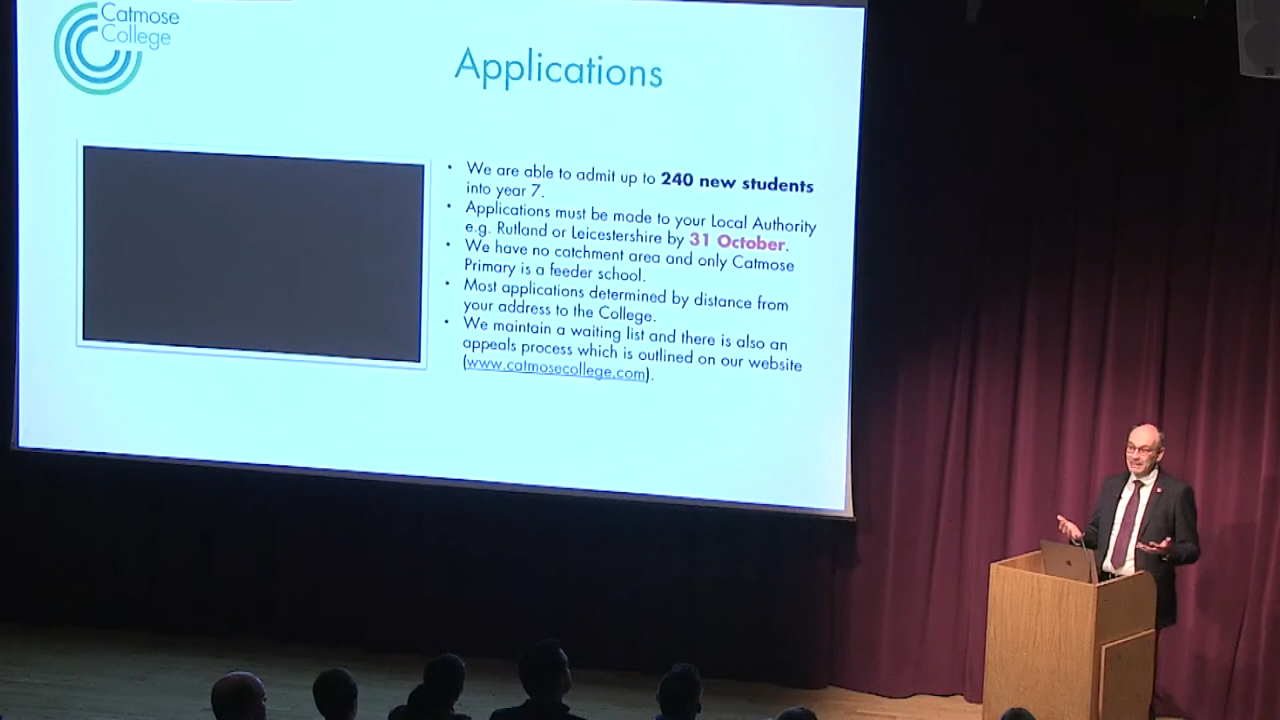 Catmose
College
Applications
• We are able to admit up to 240 new students
into year 7.
• Applications must be made to your Local Authority
e.g. Rutland or Leicestershire by 31 October.
• We have no catchment area and only Catmose
Primary is a feeder school.
• Most applications determined by distance from
your address to the College.
• We maintain a waiting list and there is also an
appeals process which is outlined on our website
(www.catmosecollege.com).